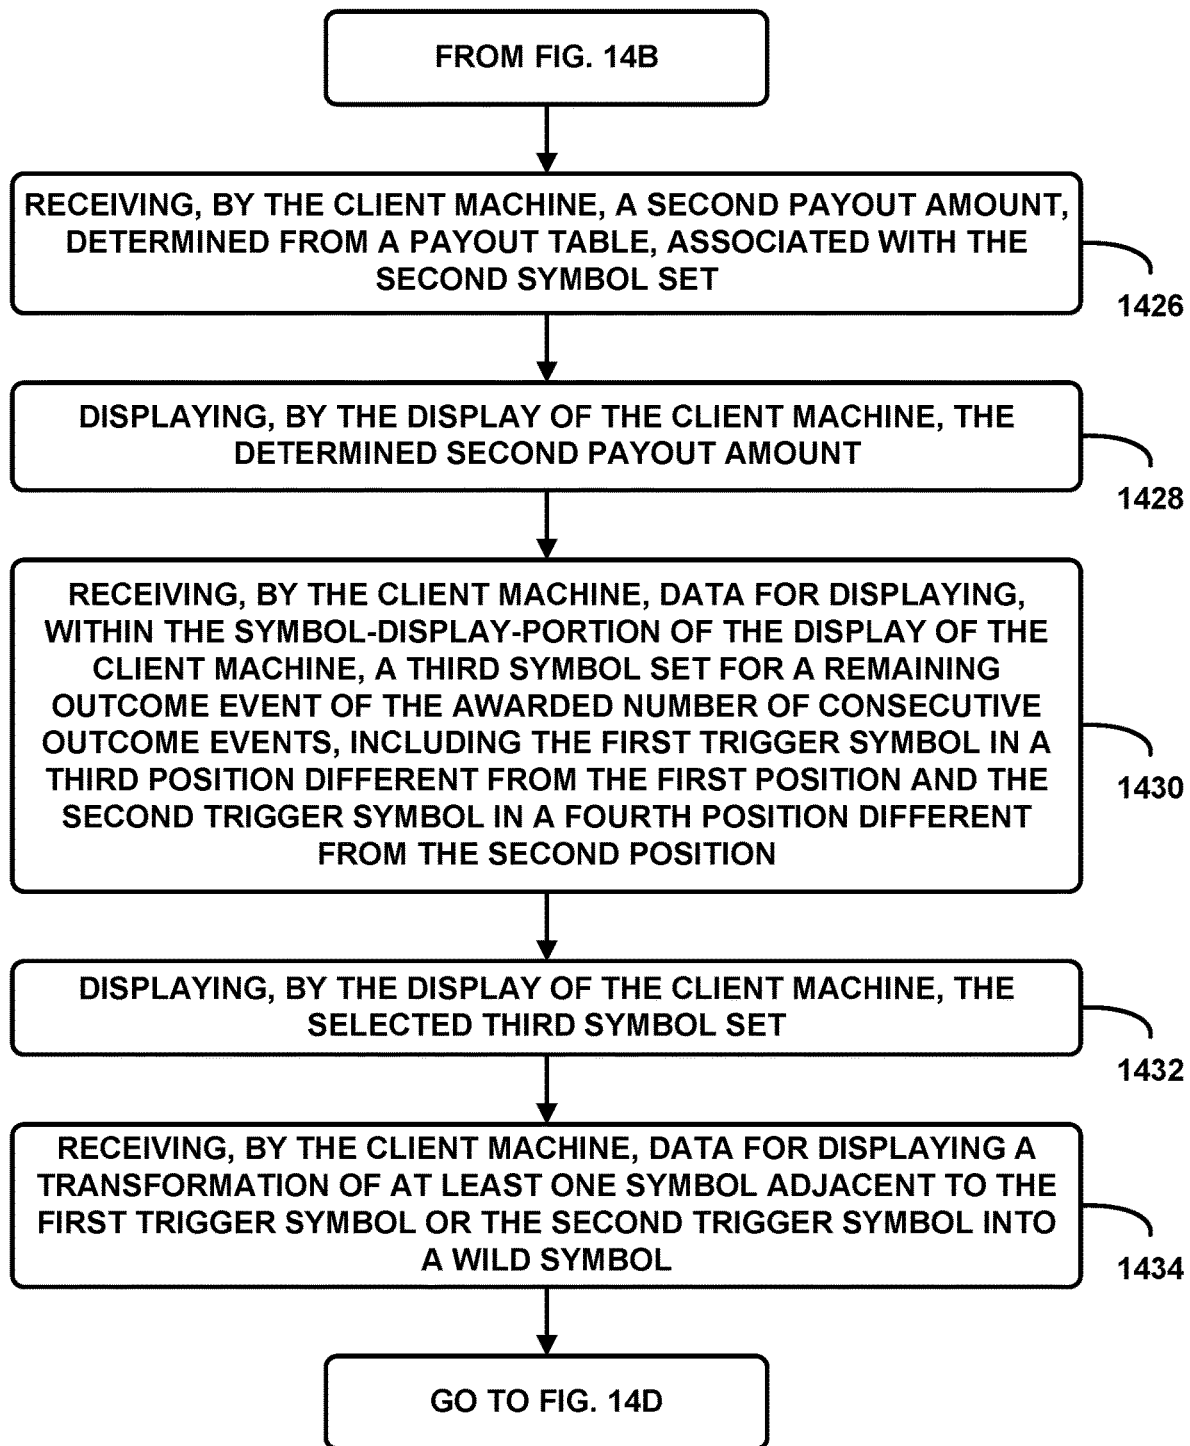 FROM FIG. 14B
RECEIVING, BY THE CLIENT MACHINE, A SECOND PAYOUT AMOUNT,
DETERMINED FROM A PAYOUT TABLE, ASSOCIATED WITH THE
SECOND SYMBOL SET
1426
DISPLAYING, BY THE DISPLAY OF THE CLIENT MACHINE, THE
DETERMINED SECOND PAYOUT AMOUNT
1428
RECEIVING, BY THE CLIENT MACHINE, DATA FOR DISPLAYING,
WITHIN THE SYMBOL-DISPLAY-PORTION OF THE DISPLAY OF THE
CLIENT MACHINE, A THIRD SYMBOL SET FOR A REMAINING
OUTCOME EVENT OF THE AWARDED NUMBER OF CONSECUTIVE
OUTCOME EVENTS, INCLUDING THE FIRST TRIGGER SYMBOL IN A
THIRD POSITION DIFFERENT FROM THE FIRST POSITION AND THE
SECOND TRIGGER SYMBOL IN A FOURTH POSITION DIFFERENT
FROM THE SECOND POSITION
1430
DISPLAYING, BY THE DISPLAY OF THE CLIENT MACHINE, THE
SELECTED THIRD SYMBOL SET
1432
RECEIVING, BY THE CLIENT MACHINE, DATA FOR DISPLAYING A
TRANSFORMATION OF AT LEAST ONE SYMBOL ADJACENT TO THE
FIRST TRIGGER SYMBOL OR THE SECOND TRIGGER SYMBOL INTO
A WILD SYMBOL
1434
GO TO FIG. 14D